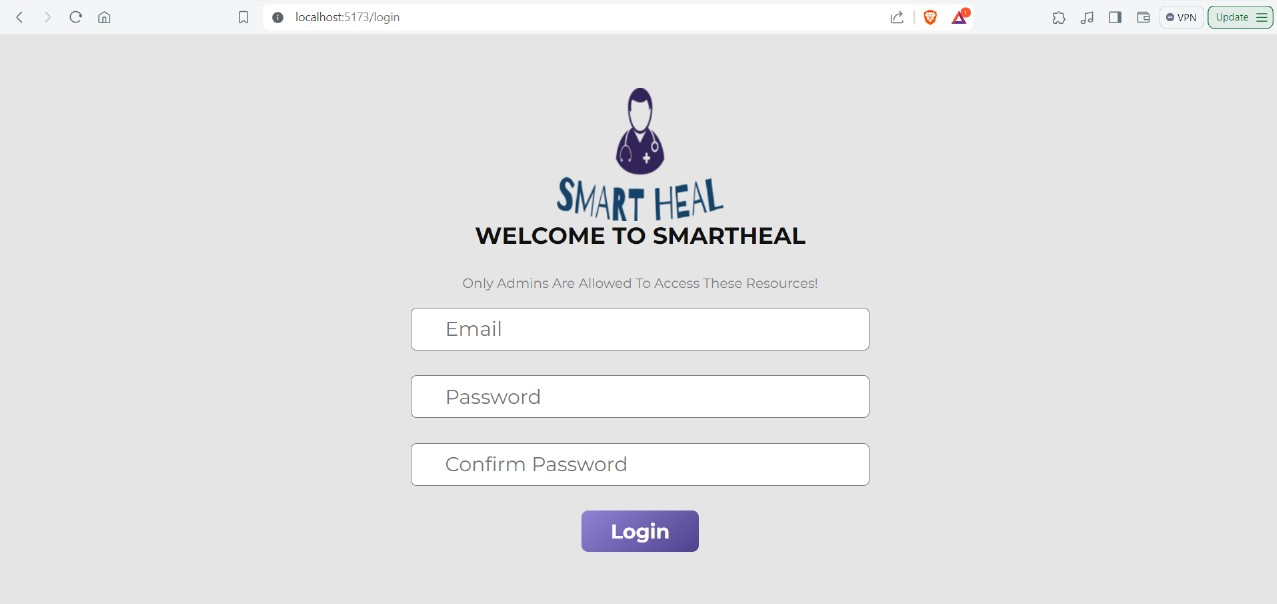 localhost:5173/login
VPN
Update
SMART HEAL
WELCOME TO SMARTHEAL
Only Admins Are Allowed To Access These Resources!
Email
Password
Confirm Password
Login